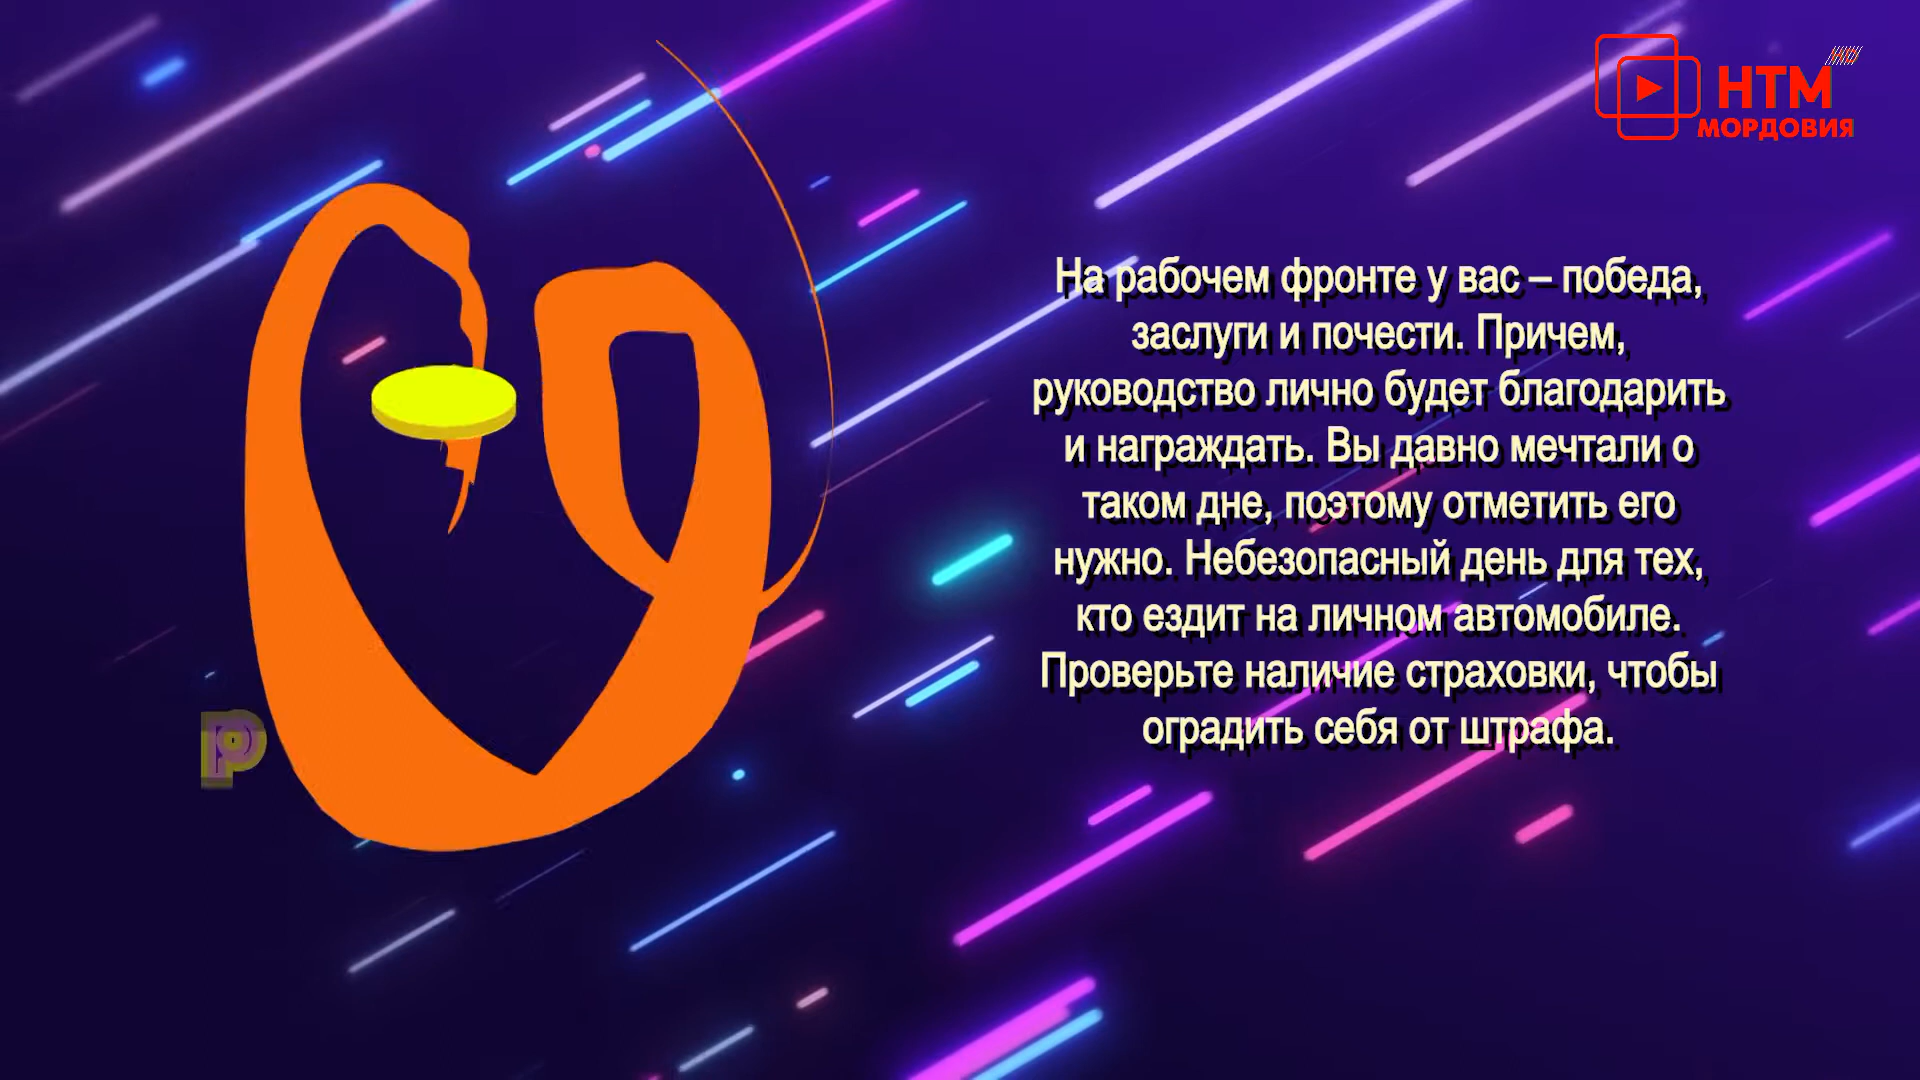 НТМ
МОРДОВИЯ
На рабочем фронте у вас – победа,
заслуги и почести. Причем,
руководство лично будет благодарить
и награждать. Вы давно мечтали о
таком дне, поэтому отметить его
нужно. Небезопасный день для тех,
кто ездит на личном автомобиле.
Проверьте наличие страховки, чтобы
оградить себя от штрафа.
р